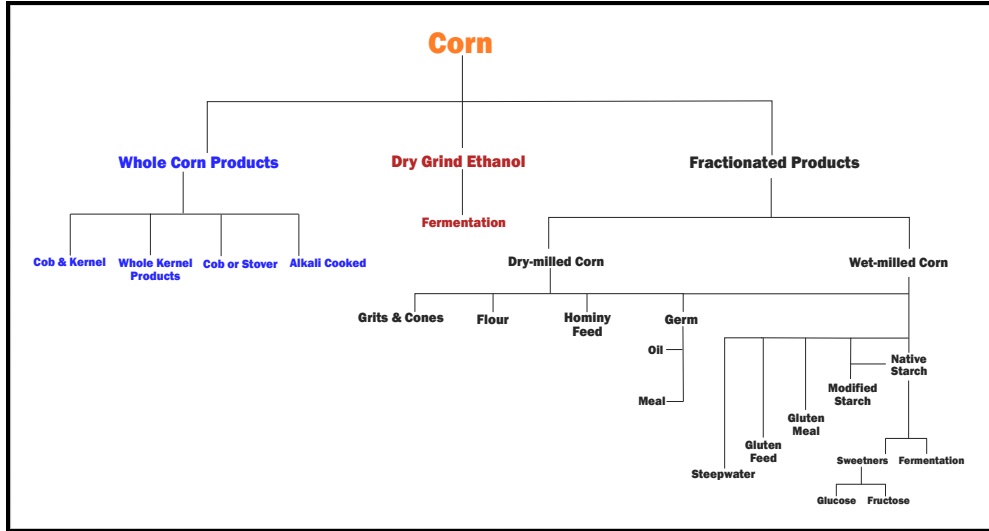 Corn
Whole Corn Products
Dry Grind Ethanol
Fractionated Products
Fermentation
Cob & Kernel
Whole Kernel
Products
Cob or Stover
Alkali Cooked
Dry-milled Corn
Wet-milled Corn
Grits & Cones
Flour
Hominy
Feed
Germ
Oil
Meal
Native
Starch
Modified
Starch
Gluten
Meal
Gluten
Feed
Steepwater
Sweetners
Fermentation
Glucose
Fructose